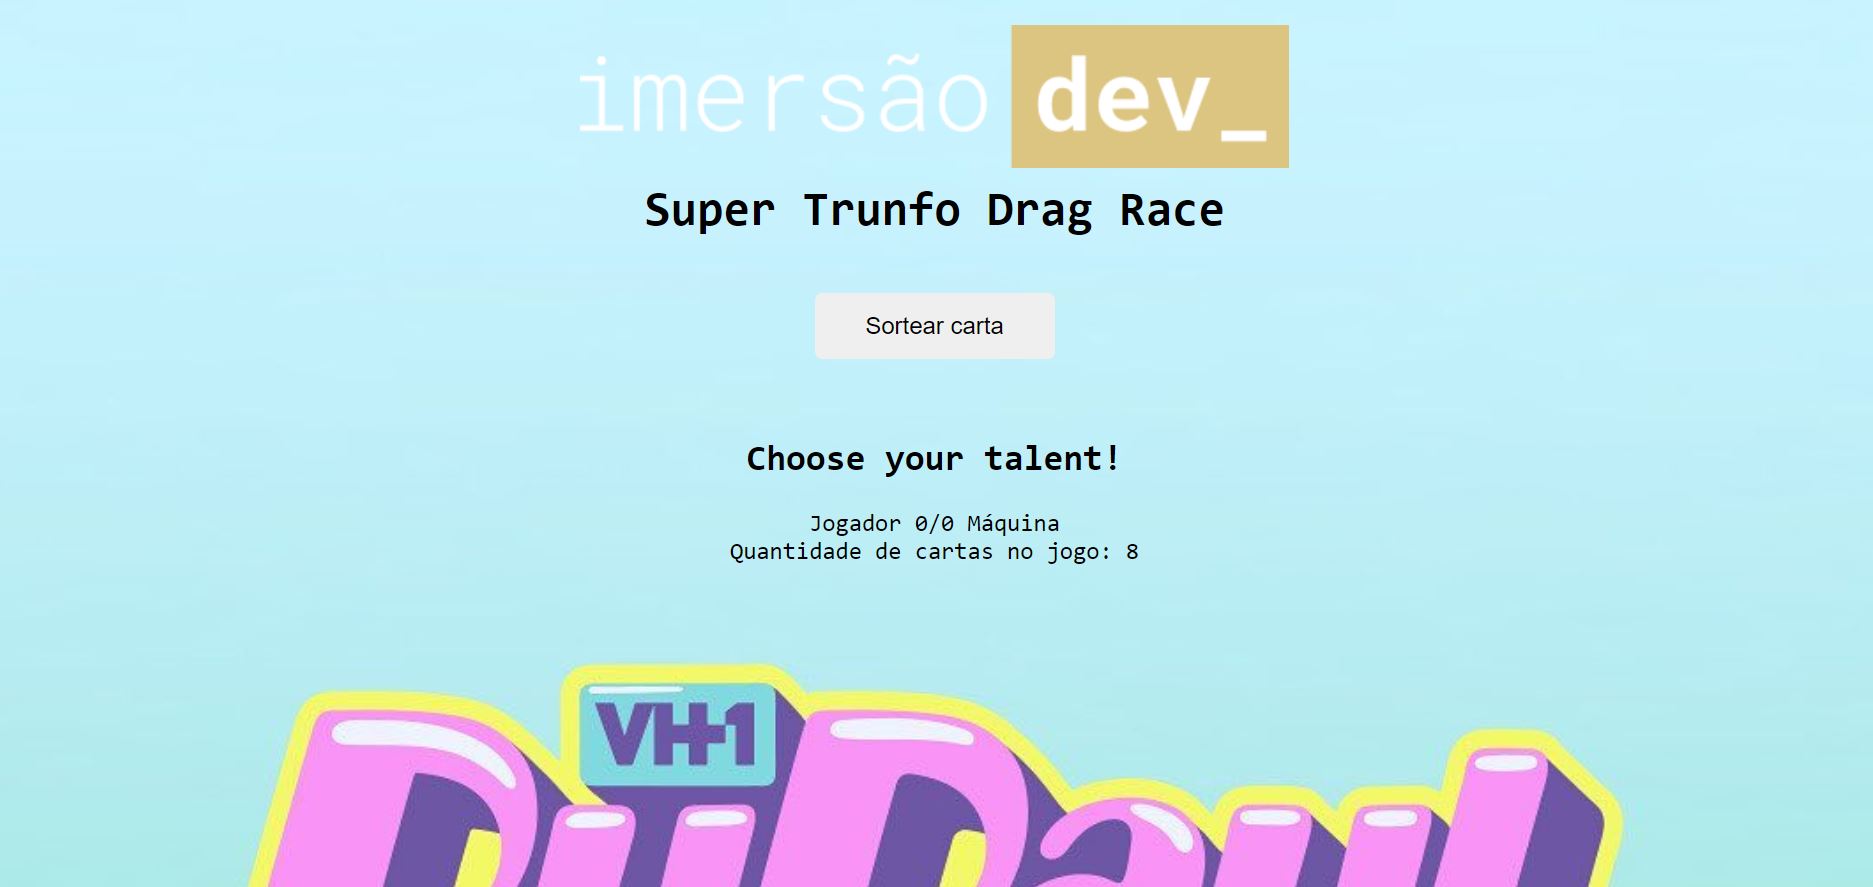 imersão dev_
Super Trunfo Drag Race
Sortear carta
Choose your talent!
Jogador 0/0 Máquina
Quantidade de cartas no jogo: 8
VH1
RuPaul